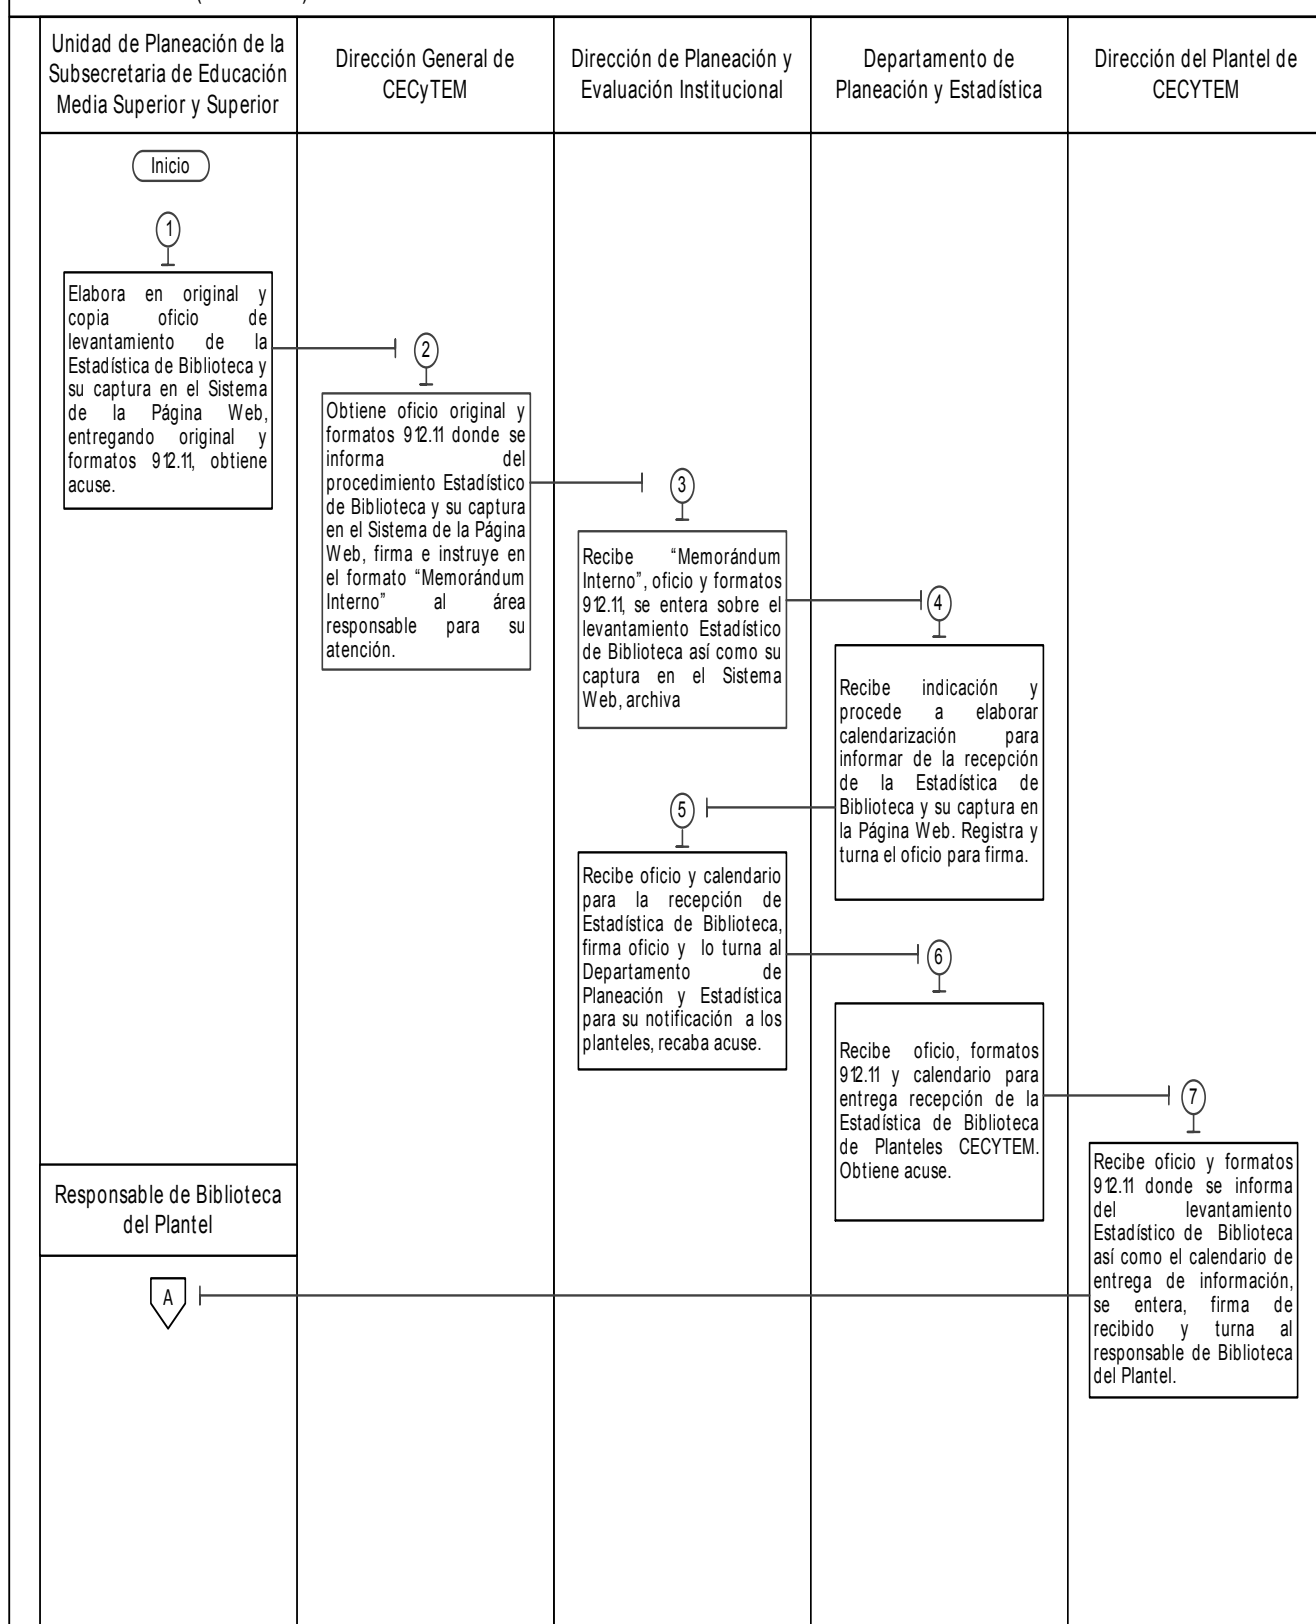 Unidad de Planeación de la
Subsecretaria de Educación
Media Superior y Superior
Dirección General de
CECyTEM
Dirección de Planeación y
Evaluación Institucional
Departamento de
Planeación y Estadística
Dirección del Plantel de
CECYTEM
Inicio
1
Elabora en original y
copia oficio de
levantamiento de la
Estadística de Biblioteca y
su captura en el Sistema
de la Página Web,
entregando original y
formatos 912.11, obtiene
acuse.
2
Obtiene oficio original y
formatos 912.11 donde se
informa del
procedimiento Estadístico
de Biblioteca y su captura
en el Sistema de la Página
Web, firma e instruye en
el formato “Memorándum
Interno” al área
responsable para su
atención.
3
Recibe “Memorándum
Interno”, oficio y formatos
912.11, se entera sobre el
levantamiento Estadístico
de Biblioteca así como su
captura en el Sistema
Web, archiva
4
Recibe indicación y
procede a elaborar
calendarización para
informar de la recepción
de la Estadística de
Biblioteca y su captura en
la Página Web. Registra y
turna el oficio para firma.
5
Recibe oficio y calendario
para la recepción de
Estadística de Biblioteca,
firma oficio y lo turna al
Departamento de
Planeación y Estadística
para su notificación a los
planteles, recaba acuse.
6
Recibe oficio, formatos
912.11 y calendario para
entrega recepción de la
Estadística de Biblioteca
de Planteles CECYTEM.
Obtiene acuse.
7
Recibe oficio y formatos
912.11 donde se informa
del levantamiento
Estadístico de Biblioteca
así como el calendario de
entrega de información,
se entera, firma de
recibido y turna al
responsable de Biblioteca
del Plantel.
Responsable de Biblioteca
del Plantel
A